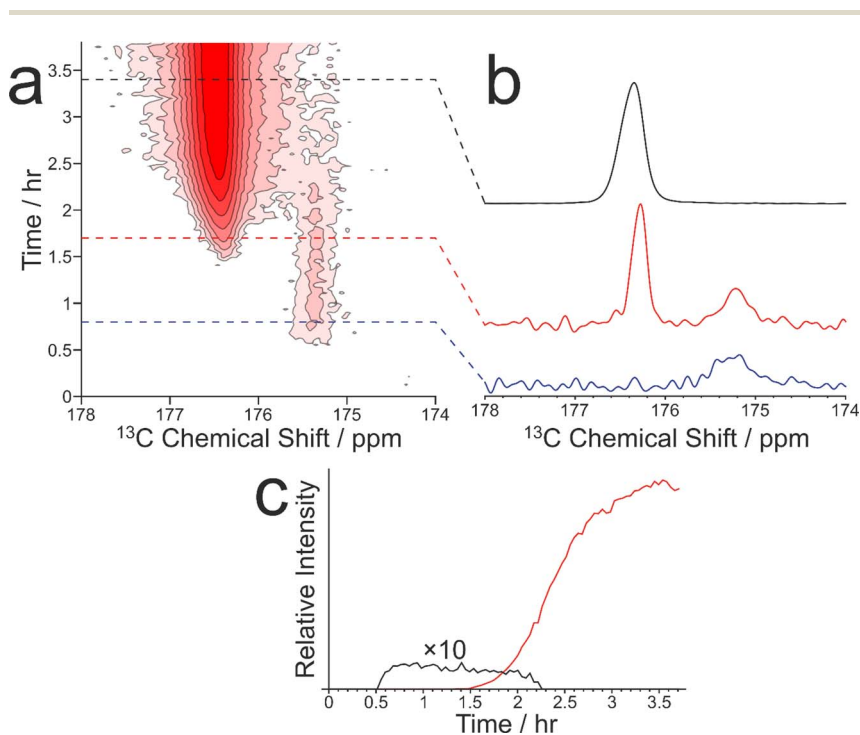 a
b
Time / hr
3.5
3
2.5
2
1.5
1
0.5
0
178 177 176 175 174
¹³C Chemical Shift / ppm
178 177 176 175 174
¹³C Chemical Shift / ppm
c
Relative Intensity
×10
0 0.5 1 1.5 2 2.5 3 3.5
Time / hr